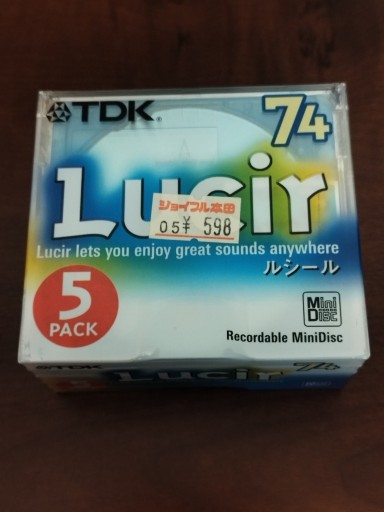 TDK.
74
Lucir
ジョイフル本田
05¥ 598
Lucir lets you enjoy great sounds anywhere
ルシール
5
PACK
Mini
DISC
Recordable MiniDisc
TDK
Lucir
74